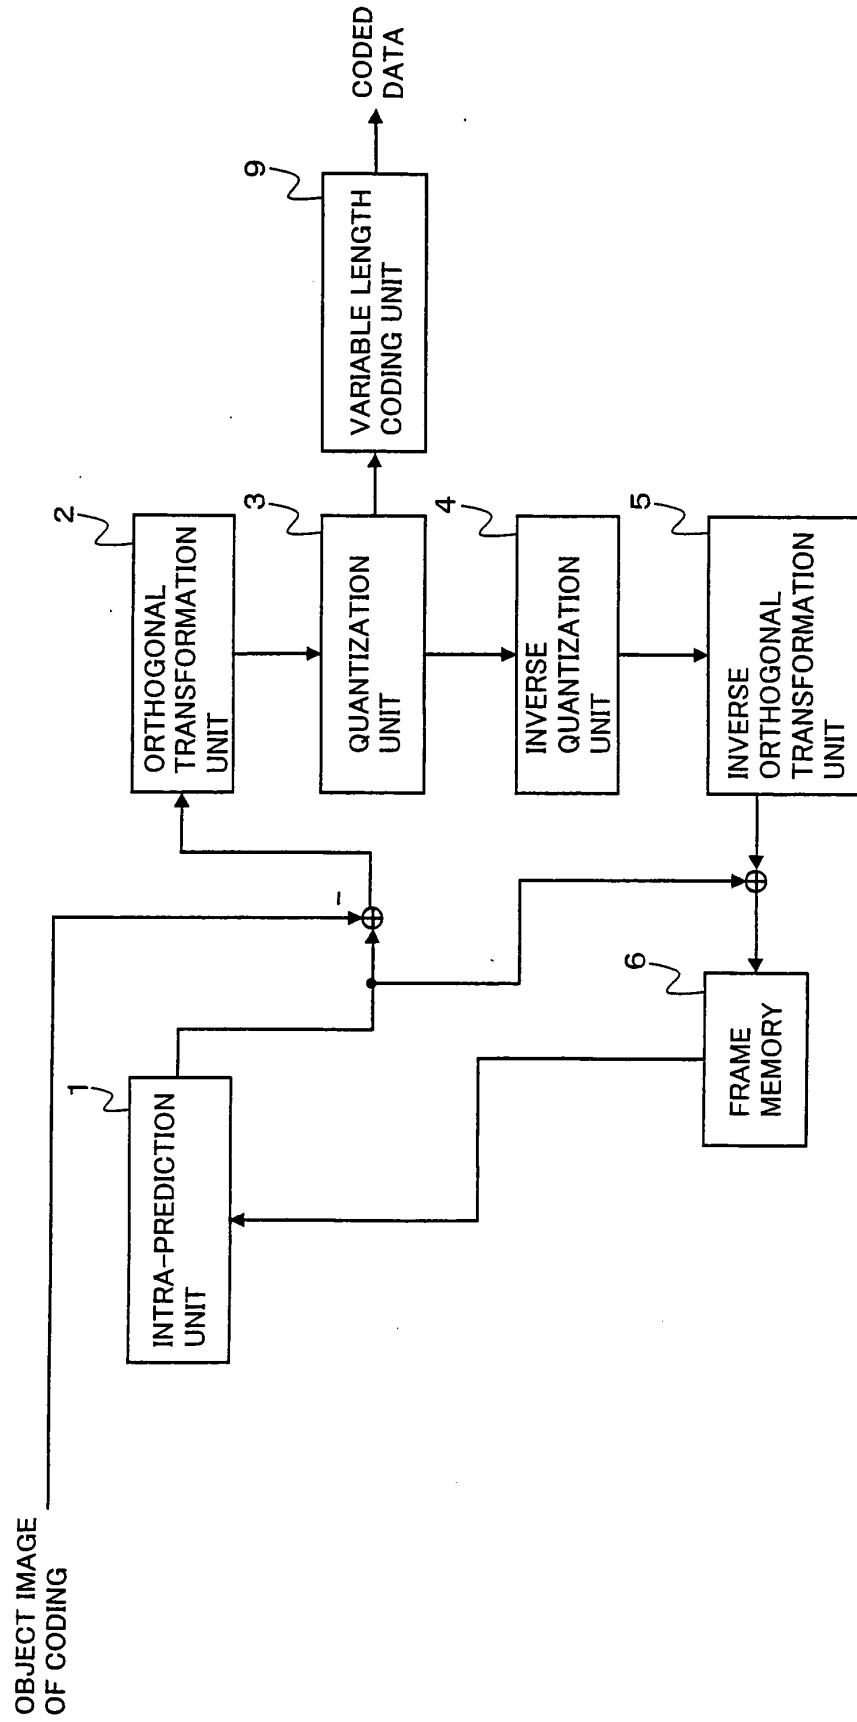 OBJECT IMAGE
OF CODING
1
INTRA-PREDICTION
UNIT
-
2
ORTHOGONAL
TRANSFORMATION
UNIT
3
QUANTIZATION
UNIT
9
VARIABLE LENGTH
CODING UNIT
CODED
DATA
4
INVERSE
QUANTIZATION
UNIT
5
INVERSE
ORTHOGONAL
TRANSFORMATION
UNIT
6
FRAME
MEMORY